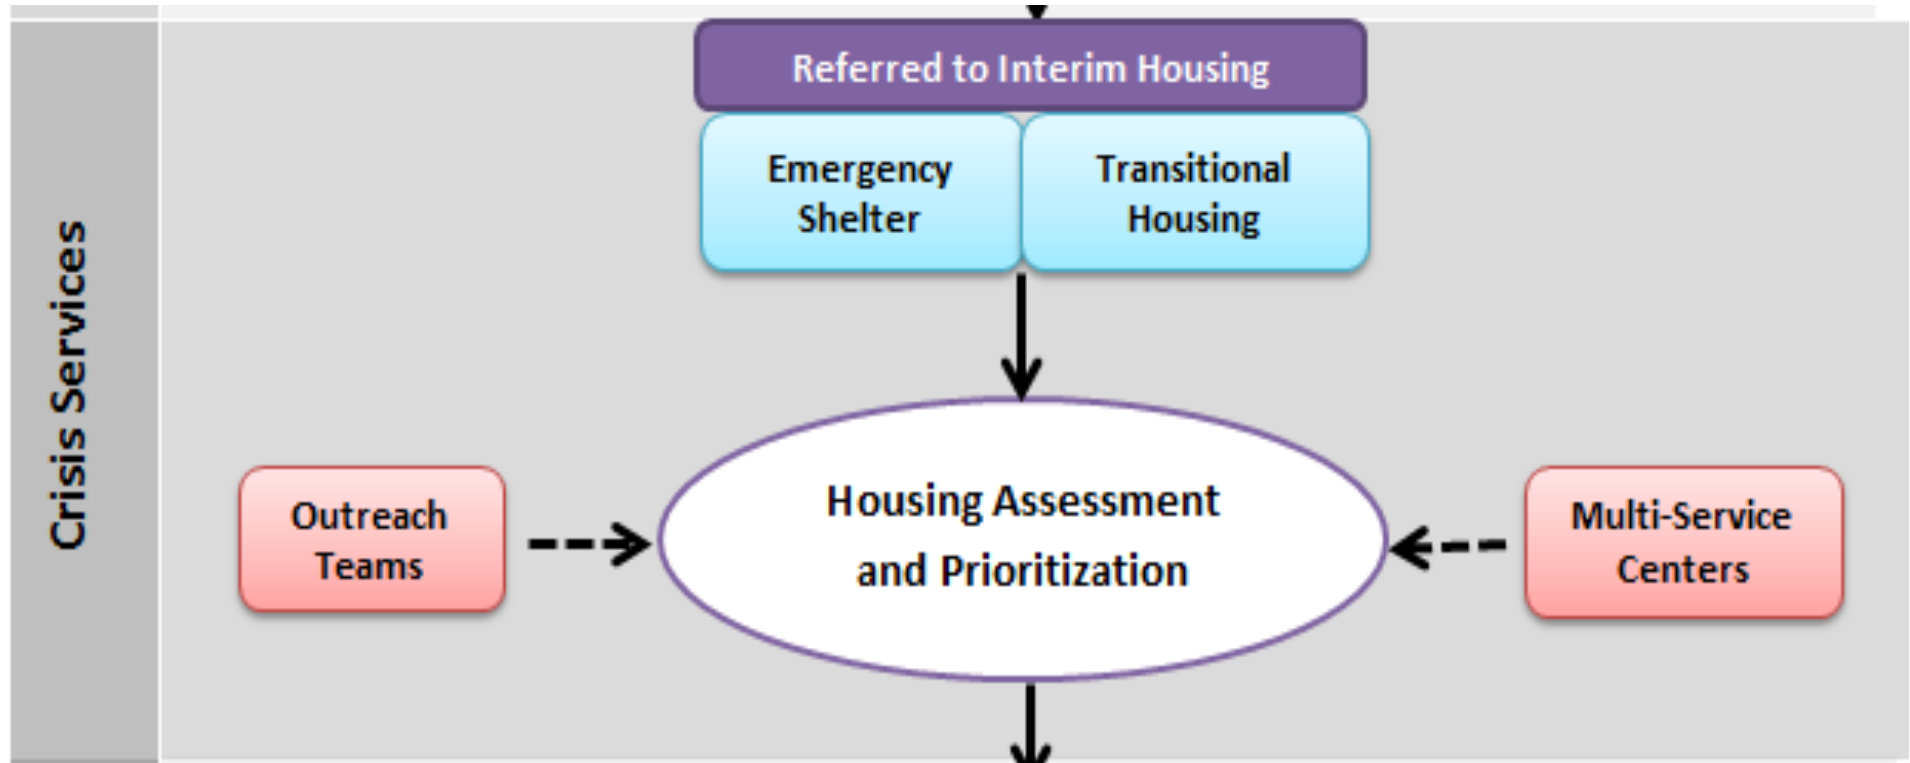 Crisis Services
Referred to Interim Housing
Emergency
Shelter
Transitional
Housing
Outreach
Teams
Housing Assessment
and Prioritization
Multi-Service
Centers